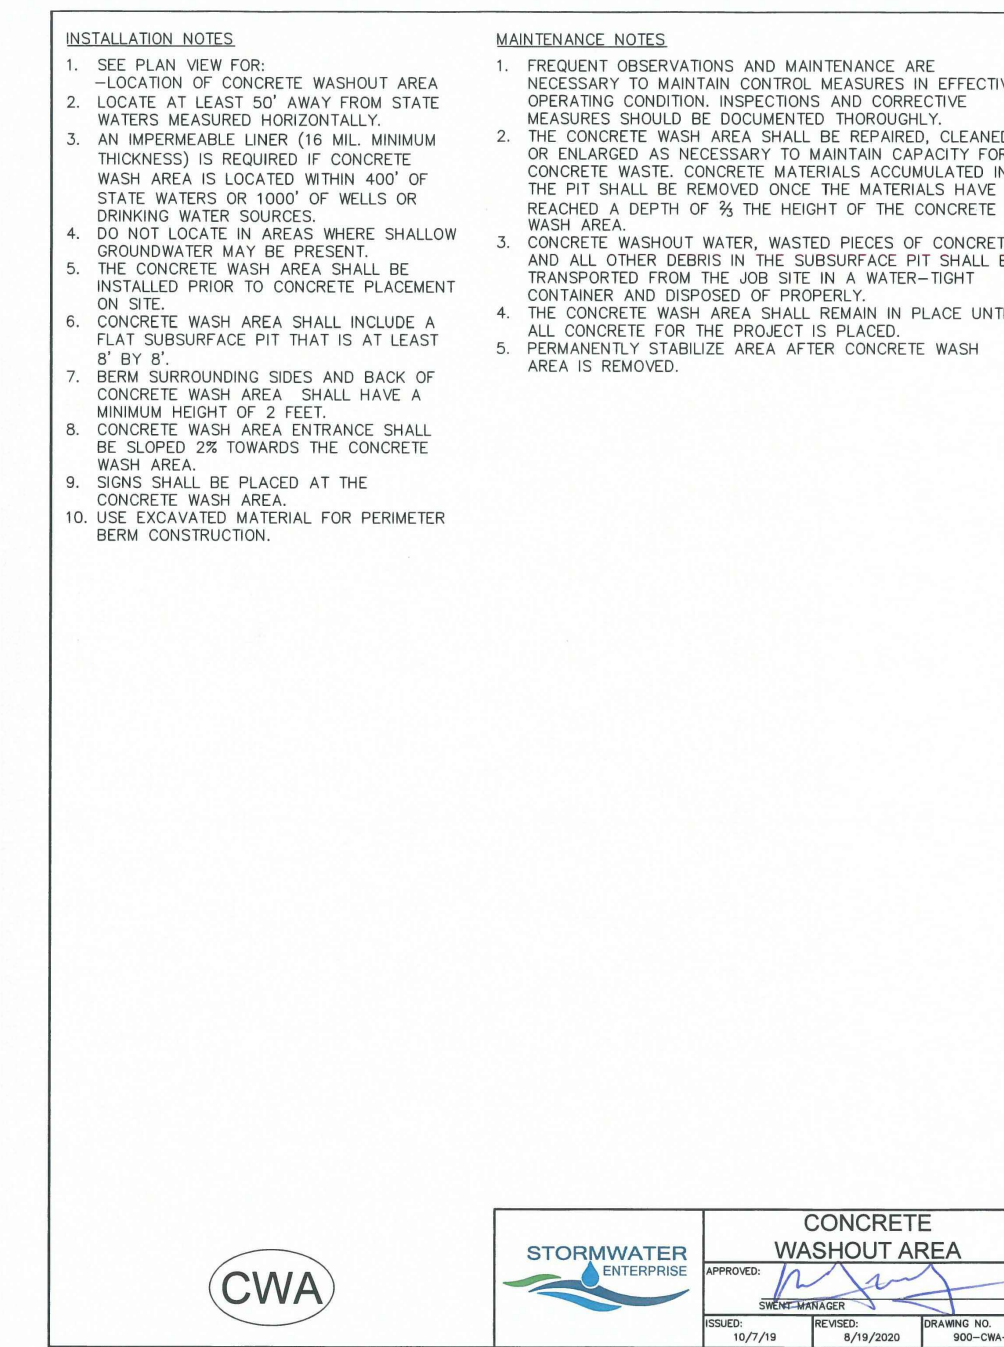 INSTALLATION NOTES
1. SEE PLAN VIEW FOR:
-LOCATION OF CONCRETE WASHOUT AREA
2. LOCATE AT LEAST 50' AWAY FROM STATE
WATERS MEASURED HORIZONTALLY.
3. AN IMPERMEABLE LINER (16 MIL. MINIMUM
THICKNESS) IS REQUIRED IF CONCRETE
WASH AREA IS LOCATED WITHIN 400' OF
STATE WATERS OR 1000' OF WELLS OR
DRINKING WATER SOURCES.
4. DO NOT LOCATE IN AREAS WHERE SHALLOW
GROUNDWATER MAY BE PRESENT.
5. THE CONCRETE WASH AREA SHALL BE
INSTALLED PRIOR TO CONCRETE PLACEMENT
ON SITE.
6. CONCRETE WASH AREA SHALL INCLUDE A
FLAT SUBSURFACE PIT THAT IS AT LEAST
8' BY 8'.
7. BERM SURROUNDING SIDES AND BACK OF
CONCRETE WASH AREA SHALL HAVE A
MINIMUM HEIGHT OF 2 FEET.
8. CONCRETE WASH AREA ENTRANCE SHALL
BE SLOPED 2% TOWARDS THE CONCRETE
WASH AREA.
9. SIGNS SHALL BE PLACED AT THE
CONCRETE WASH AREA.
10. USE EXCAVATED MATERIAL FOR PERIMETER
BERM CONSTRUCTION.
MAINTENANCE NOTES
1. FREQUENT OBSERVATIONS AND MAINTENANCE ARE
NECESSARY TO MAINTAIN CONTROL MEASURES IN EFFECTIV
OPERATING CONDITION. INSPECTIONS AND CORRECTIVE
MEASURES SHOULD BE DOCUMENTED THOROUGHLY.
2. THE CONCRETE WASH AREA SHALL BE REPAIRED, CLEANED
OR ENLARGED AS NECESSARY TO MAINTAIN CAPACITY FOR
CONCRETE WASTE. CONCRETE MATERIALS ACCUMULATED IN
THE PIT SHALL BE REMOVED ONCE THE MATERIALS HAVE
REACHED A DEPTH OF ⅔ THE HEIGHT OF THE CONCRETE
WASH AREA.
3. CONCRETE WASHOUT WATER, WASTED PIECES OF CONCRET
AND ALL OTHER DEBRIS IN THE SUBSURFACE PIT SHALL B
TRANSPORTED FROM THE JOB SITE IN A WATER-TIGHT
CONTAINER AND DISPOSED OF PROPERLY.
4. THE CONCRETE WASH AREA SHALL REMAIN IN PLACE UNTI
ALL CONCRETE FOR THE PROJECT IS PLACED.
5. PERMANENTLY STABILIZE AREA AFTER CONCRETE WASH
AREA IS REMOVED.
CWA
STORMWATER
ENTERPRISE
CONCRETE
WASHOUT AREA
APPROVED:
SWENT MANAGER
ISSUED:
10/7/19
REVISED:
8/19/2020
DRAWING NO.
900-CWA-